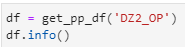 df = get_pp_df('DZ2_OP')
df.info()